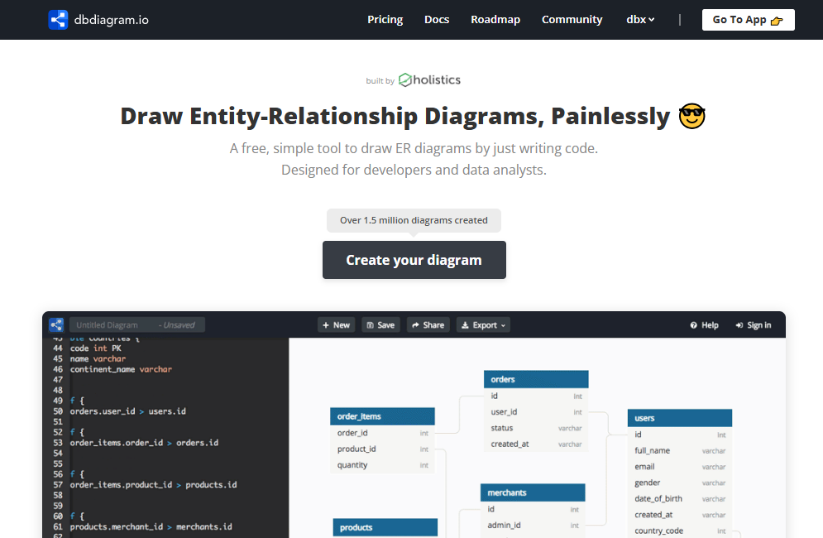 dbdiagram.io
Pricing
Docs
Roadmap
Community
dbx
Go To App
built by holistics
Draw Entity-Relationship Diagrams, Painlessly
A free, simple tool to draw ER diagrams by just writing code.
Designed for developers and data analysts.
Over 1.5 million diagrams created
Create your diagram
Untitled Diagram - Unsaved
+ New
Save
Share
Export
Help
Sign in
44 code int PK
45 name varchar
46 continent_name varchar
47
48
49 f {
50 orders.user_id > users.id
51
52 f {
53 order_items.order_id > orders.id
54
55
56 f {
57 order_items.product_id > products.id
58
59
60 f {
61 products.merchant_id > merchants.id
order_items
order_id int
product_id int
quantity int
products
orders
id int
user_id int
status varchar
created_at varchar
merchants
id int
admin_id int
users
id int
full_name varchar
email varchar
gender varchar
date_of_birth varchar
created_at varchar
country_code int